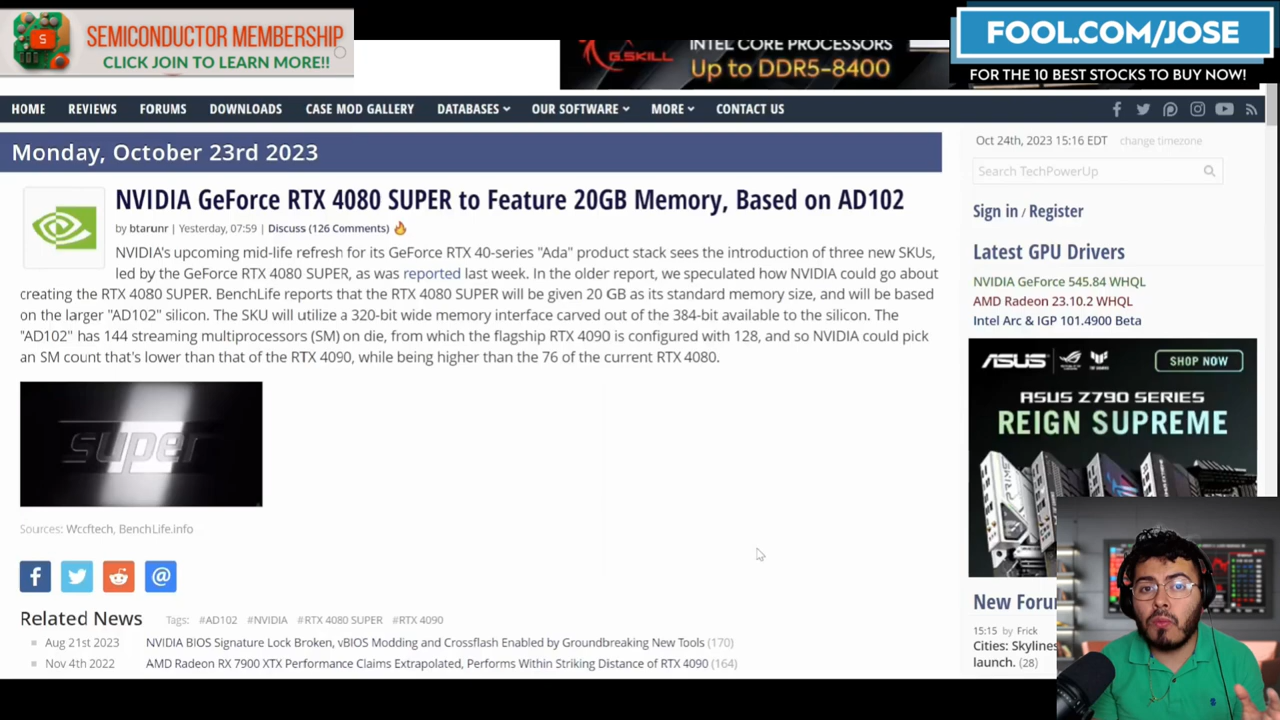 SEMICONDUCTOR MEMBERSHIP
CLICK JOIN TO LEARN MORE!!
G.SKILL
INTEL CORE PROCESSORS
Up to DDR5-8400
FOOL.COM/JOSE
FOR THE 10 BEST STOCKS TO BUY NOW!
HOME REVIEWS FORUMS DOWNLOADS CASE MOD GALLERY DATABASES OUR SOFTWARE MORE CONTACT US
Monday, October 23rd 2023
Oct 24th, 2023 15:16 EDT change timezone
Search TechPowerUp
Sign in / Register
NVIDIA GeForce RTX 4080 SUPER to Feature 20GB Memory, Based on AD102
by btarunr | Yesterday, 07:59 | Discuss (126 Comments)
NVIDIA's upcoming mid-life refresh for its GeForce RTX 40-series "Ada" product stack sees the introduction of three new SKUs,
led by the GeForce RTX 4080 SUPER, as was reported last week. In the older report, we speculated how NVIDIA could go about
creating the RTX 4080 SUPER. BenchLife reports that the RTX 4080 SUPER will be given 20 GB as its standard memory size, and will be based
on the larger "AD102" silicon. The SKU will utilize a 320-bit wide memory interface carved out of the 384-bit available to the silicon. The
"AD102" has 144 streaming multiprocessors (SM) on die, from which the flagship RTX 4090 is configured with 128, and so NVIDIA could pick
an SM count that's lower than that of the RTX 4090, while being higher than the 76 of the current RTX 4080.
super
Sources: Wccftech, BenchLife.info
Related News
Tags: #AD102 #NVIDIA #RTX 4080 SUPER #RTX 4090
Aug 21st 2023 NVIDIA BIOS Signature Lock Broken, vBIOS Modding and Crossflash Enabled by Groundbreaking New Tools (170)
Nov 4th 2022 AMD Radeon RX 7900 XTX Performance Claims Extrapolated, Performs Within Striking Distance of RTX 4090 (164)
Latest GPU Drivers
NVIDIA GeForce 545.84 WHQL
AMD Radeon 23.10.2 WHQL
Intel Arc & IGP 101.4900 Beta
ASUS
SHOP NOW
ASUS Z790 SERIES
REIGN SUPREME
New Foru
15:15 by Frick
Cities: Skylines
launch. (28)